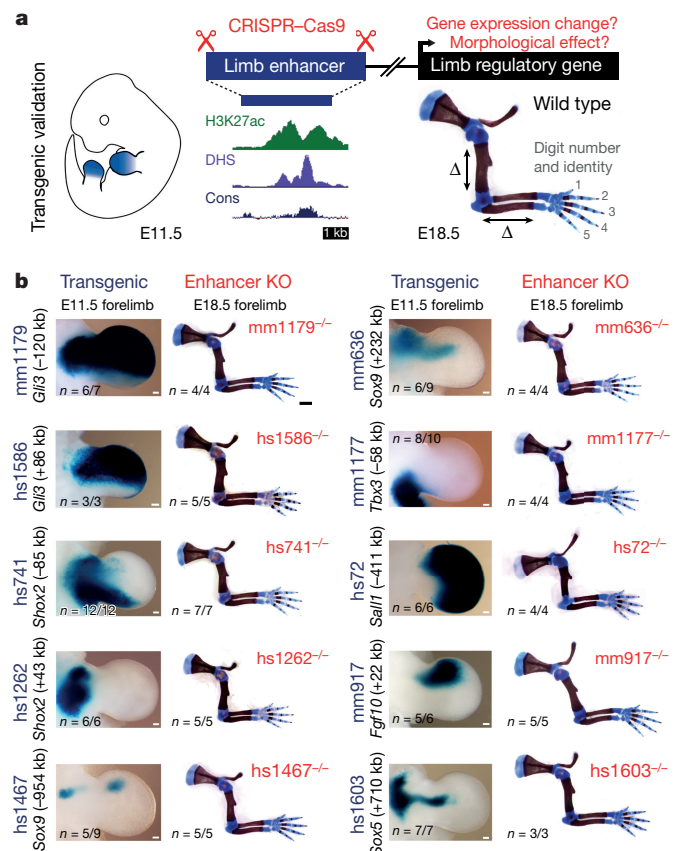 a
CRISPR–Cas9
Gene expression change?
Morphological effect?
Limb enhancer
Limb regulatory gene
Transgenic validation
H3K27ac
DHS
Cons
1 kb
E11.5
Wild type
Digit number
and identity
Δ
Δ
1
2
3
4
5
E18.5
b
Transgenic
Enhancer KO
E11.5 forelimb
E18.5 forelimb
mm1179
Gli3 (–120 kb)
n = 6/7
mm1179–/–
n = 4/4
hs1586
Gli3 (+86 kb)
n = 3/3
hs1586–/–
n = 5/5
hs741
Shox2 (–85 kb)
n = 12/12
hs741–/–
n = 7/7
hs1262
Shox2 (+43 kb)
n = 6/6
hs1262–/–
n = 5/5
hs1467
Sox9 (–954 kb)
n = 5/9
hs1467–/–
n = 5/5
Transgenic
Enhancer KO
E11.5 forelimb
E18.5 forelimb
mm636
Sox9 (+232 kb)
n = 6/9
mm636–/–
n = 4/4
mm1177
Tbx3 (–58 kb)
n = 8/10
mm1177–/–
n = 4/4
hs72
Sall1 (–411 kb)
n = 6/6
hs72–/–
n = 4/4
mm917
Fgf10 (+22 kb)
n = 5/6
mm917–/–
n = 5/5
hs1603
Sox5 (+710 kb)
n = 7/7
hs1603–/–
n = 3/3